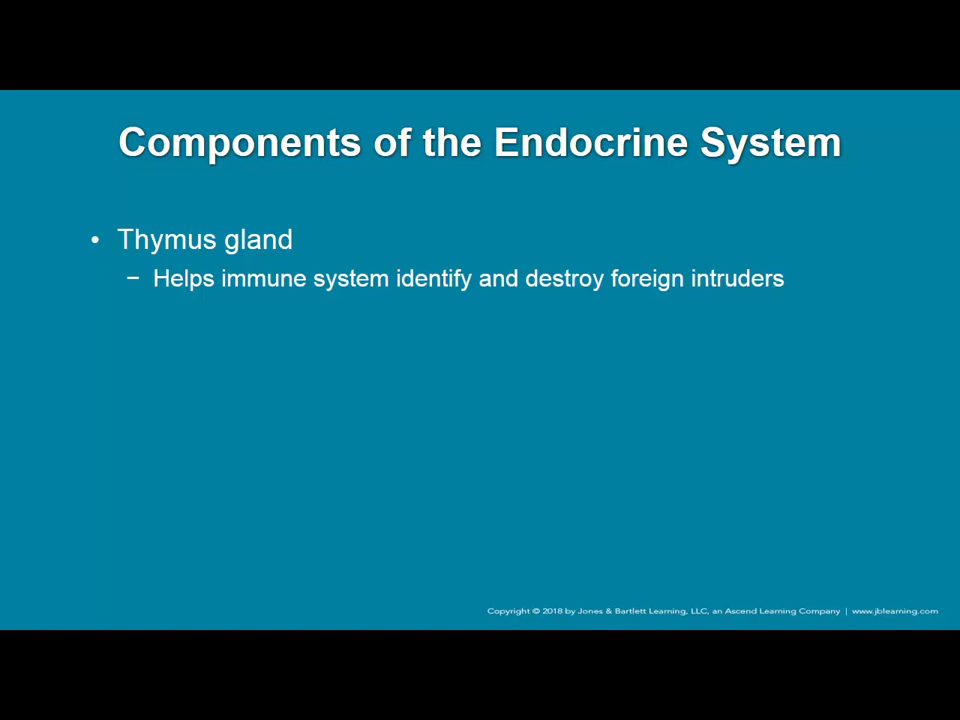 Components of the Endocrine System
• Thymus gland
– Helps immune system identify and destroy foreign intruders
Copyright © 2018 by Jones & Bartlett Learning, LLC, an Ascend Learning Company | www.jblearning.com